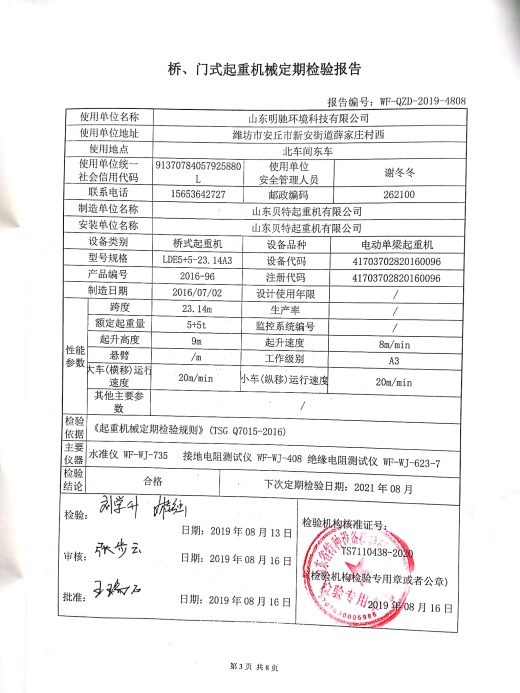 桥、门式起重机械定期检验报告
报告编号: WF-QZD-2019-4808
使用单位名称 山东明驰环境科技有限公司
使用单位地址 潍坊市安丘市新安街道薛家庄村西
使用地点 北车间东车
使用单位统一社会信用代码 91370784057925880L 使用单位安全管理人员 谢冬冬
联系电话 15653642727 邮政编码 262100
制造单位名称 山东贝特起重机有限公司
安装单位名称 山东贝特起重机有限公司
设备类别 桥式起重机 设备品种 电动单梁起重机
型号规格 LDE5+5-23.14A3 设备代码 41703702820160096
产品编号 2016-96 注册代码 41703702820160096
制造日期 2016/07/02 设计使用年限 /
性能参数
跨度 23.14m 生产率 /
额定起重量 5+5t 监控系统编号 /
起升高度 9m 起升速度 8m/min
悬臂 /m 工作级别 A3
大车(横移)运行速度 20m/min 小车(纵移)运行速度 20m/min
其他主要参数 /
检验依据 《起重机械定期检验规则》(TSG Q7015-2016)
主要仪器 水准仪 WF-WJ-735 接地电阻测试仪 WF-WJ-408 绝缘电阻测试仪 WF-WJ-623-7
检验结论 合格 下次定期检验日期: 2021 年 08 月
检验:
日期: 2019 年 08 月 13 日
审核:
日期: 2019 年 08 月 16 日
批准:
日期: 2019 年 08 月 16 日
检验机构核准证号:
TS7110438-2020
(检验机构检验专用章或者公章)
2019 年 08 月 16 日
检验专用
第 3 页 共 8 页